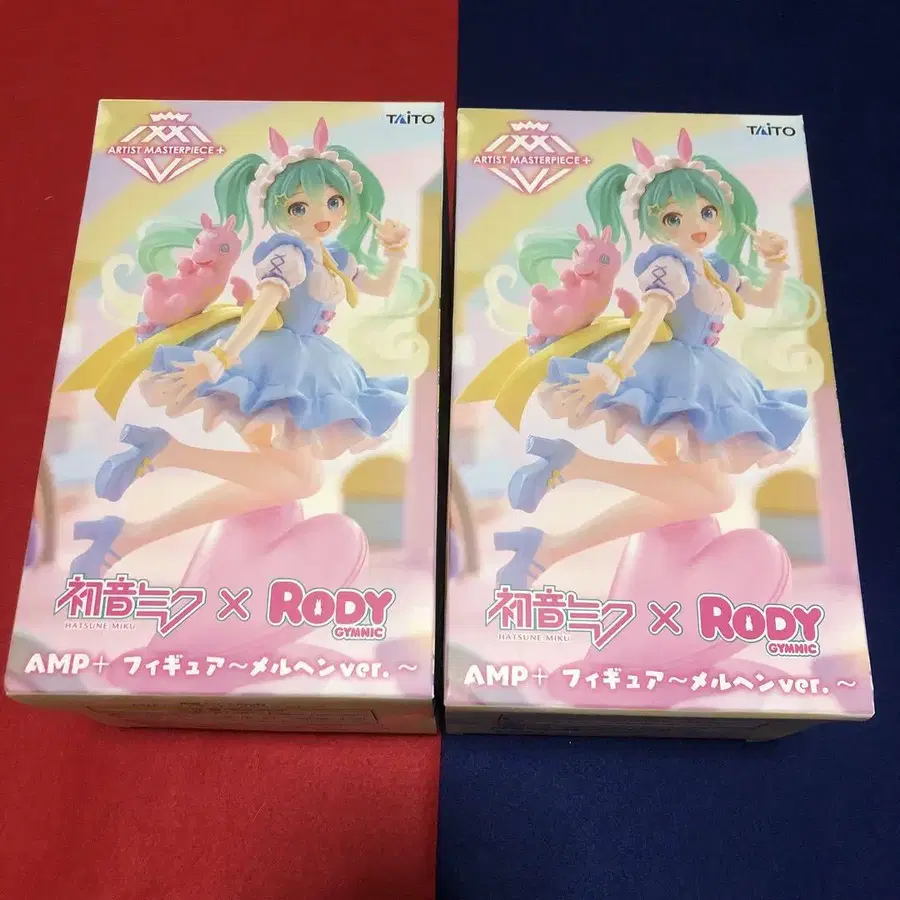 TAITO
ARTIST MASTERPIECE+
初音ミク × RODY
HATSUNE MIKU
GYMNIC
AMP+ フィギュア～メルヘンver.～
TAITO
ARTIST MASTERPIECE+
初音ミク × RODY
HATSUNE MIKU
GYMNIC
AMP+ フィギュア～メルヘンver.～